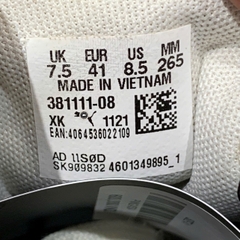 UK EUR US MM
7.5 41 8.5 265
MADE IN VIETNAM
381111-08
XK 1121
EAN:4064536022109
AD 11SØD
SK909832 4601349895_1